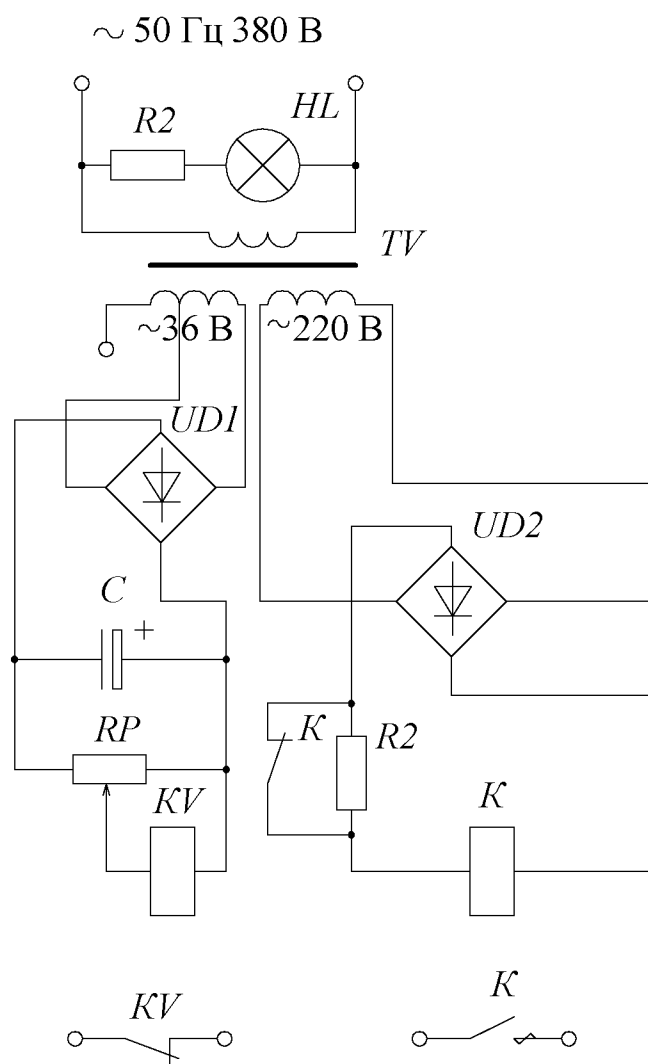 ~ 50 Гц 380 В
HL
R2
TV
~36 В ~220 В
UD1
UD2
C
+
RP
К
R2
KV
К
KV
К